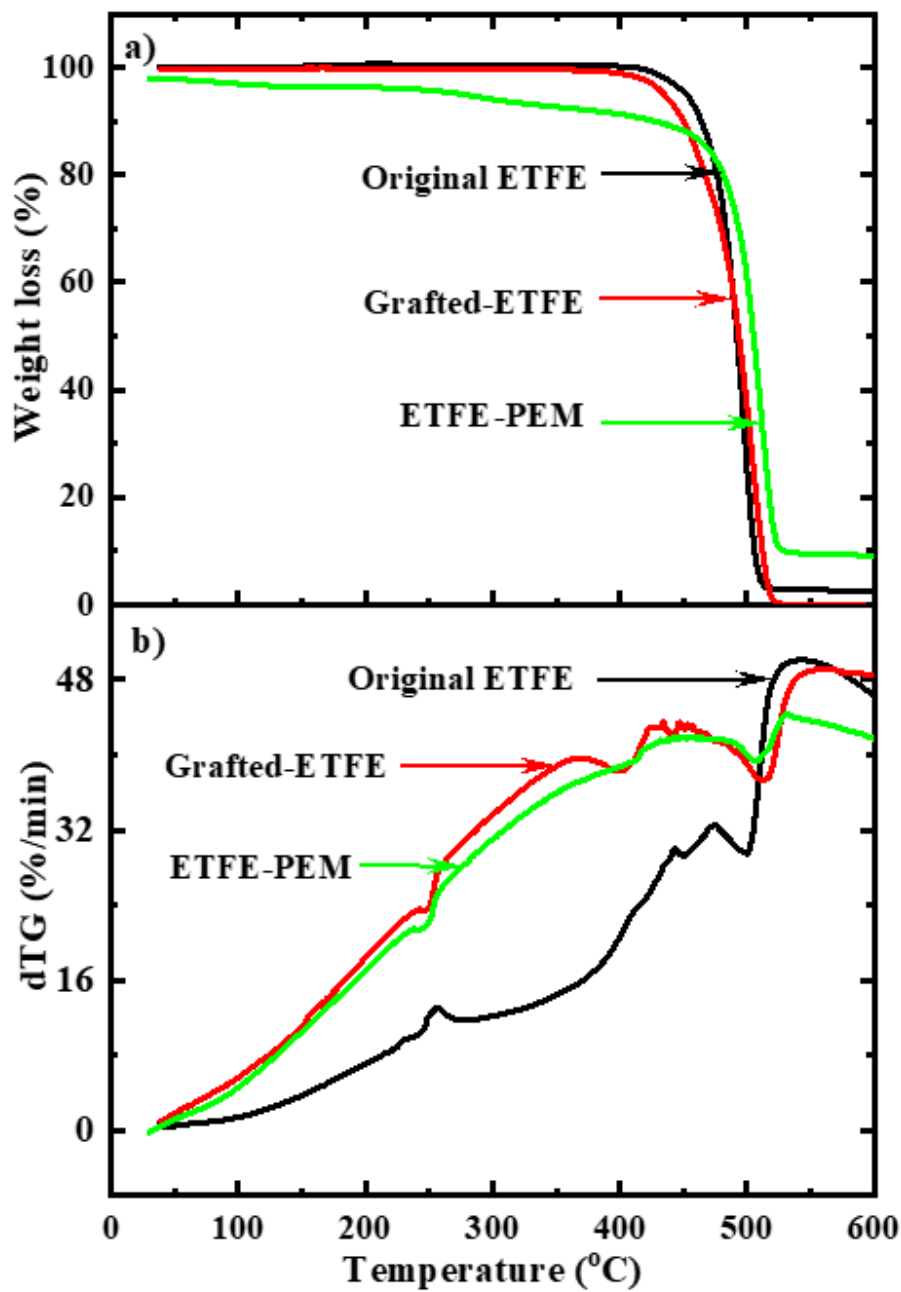 a)
100
80
60
40
20
0
Weight loss (%)
Original ETFE
Grafted-ETFE
ETFE-PEM
b)
48
32
16
0
dTG (%/min)
Original ETFE
Grafted-ETFE
ETFE-PEM
0 100 200 300 400 500 600
Temperature (°C)